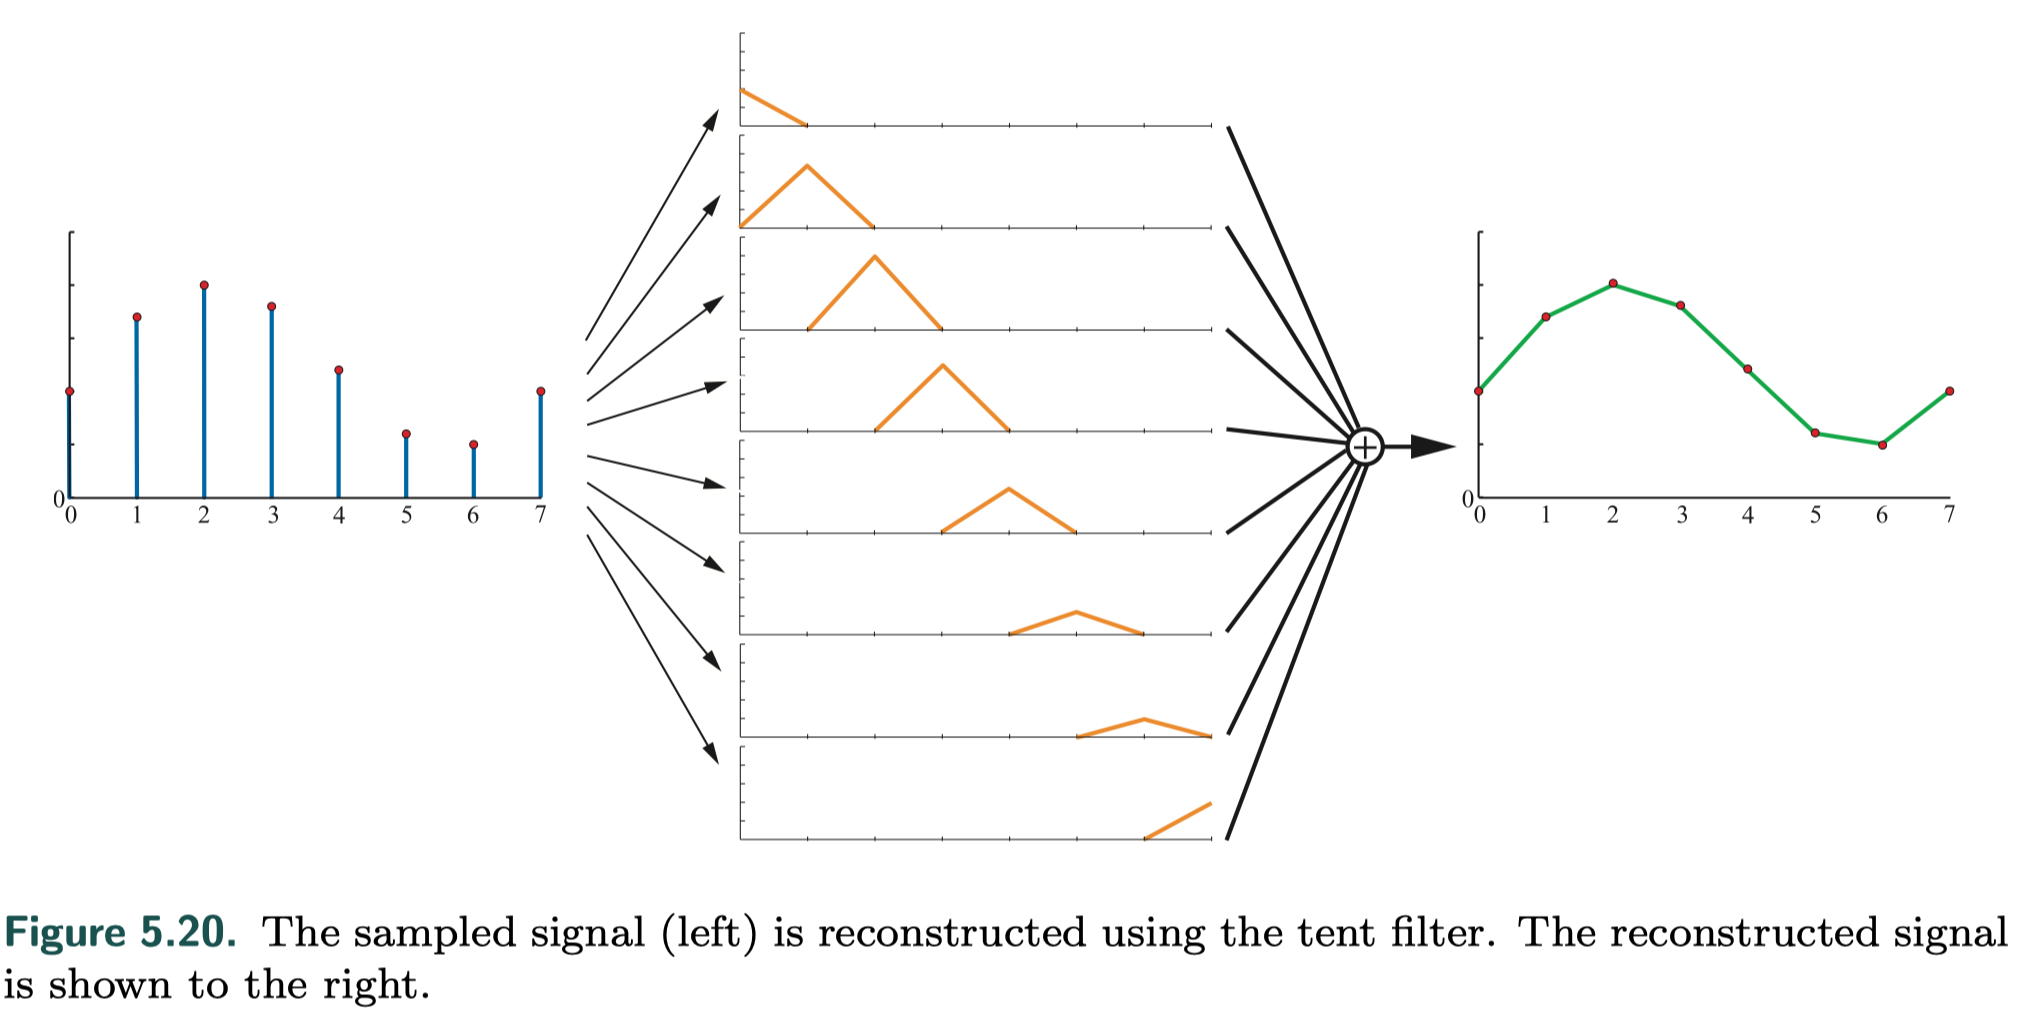 0
0 1 2 3 4 5 6 7
0
0 1 2 3 4 5 6 7
Figure 5.20. The sampled signal (left) is reconstructed using the tent filter. The reconstructed signal
is shown to the right.